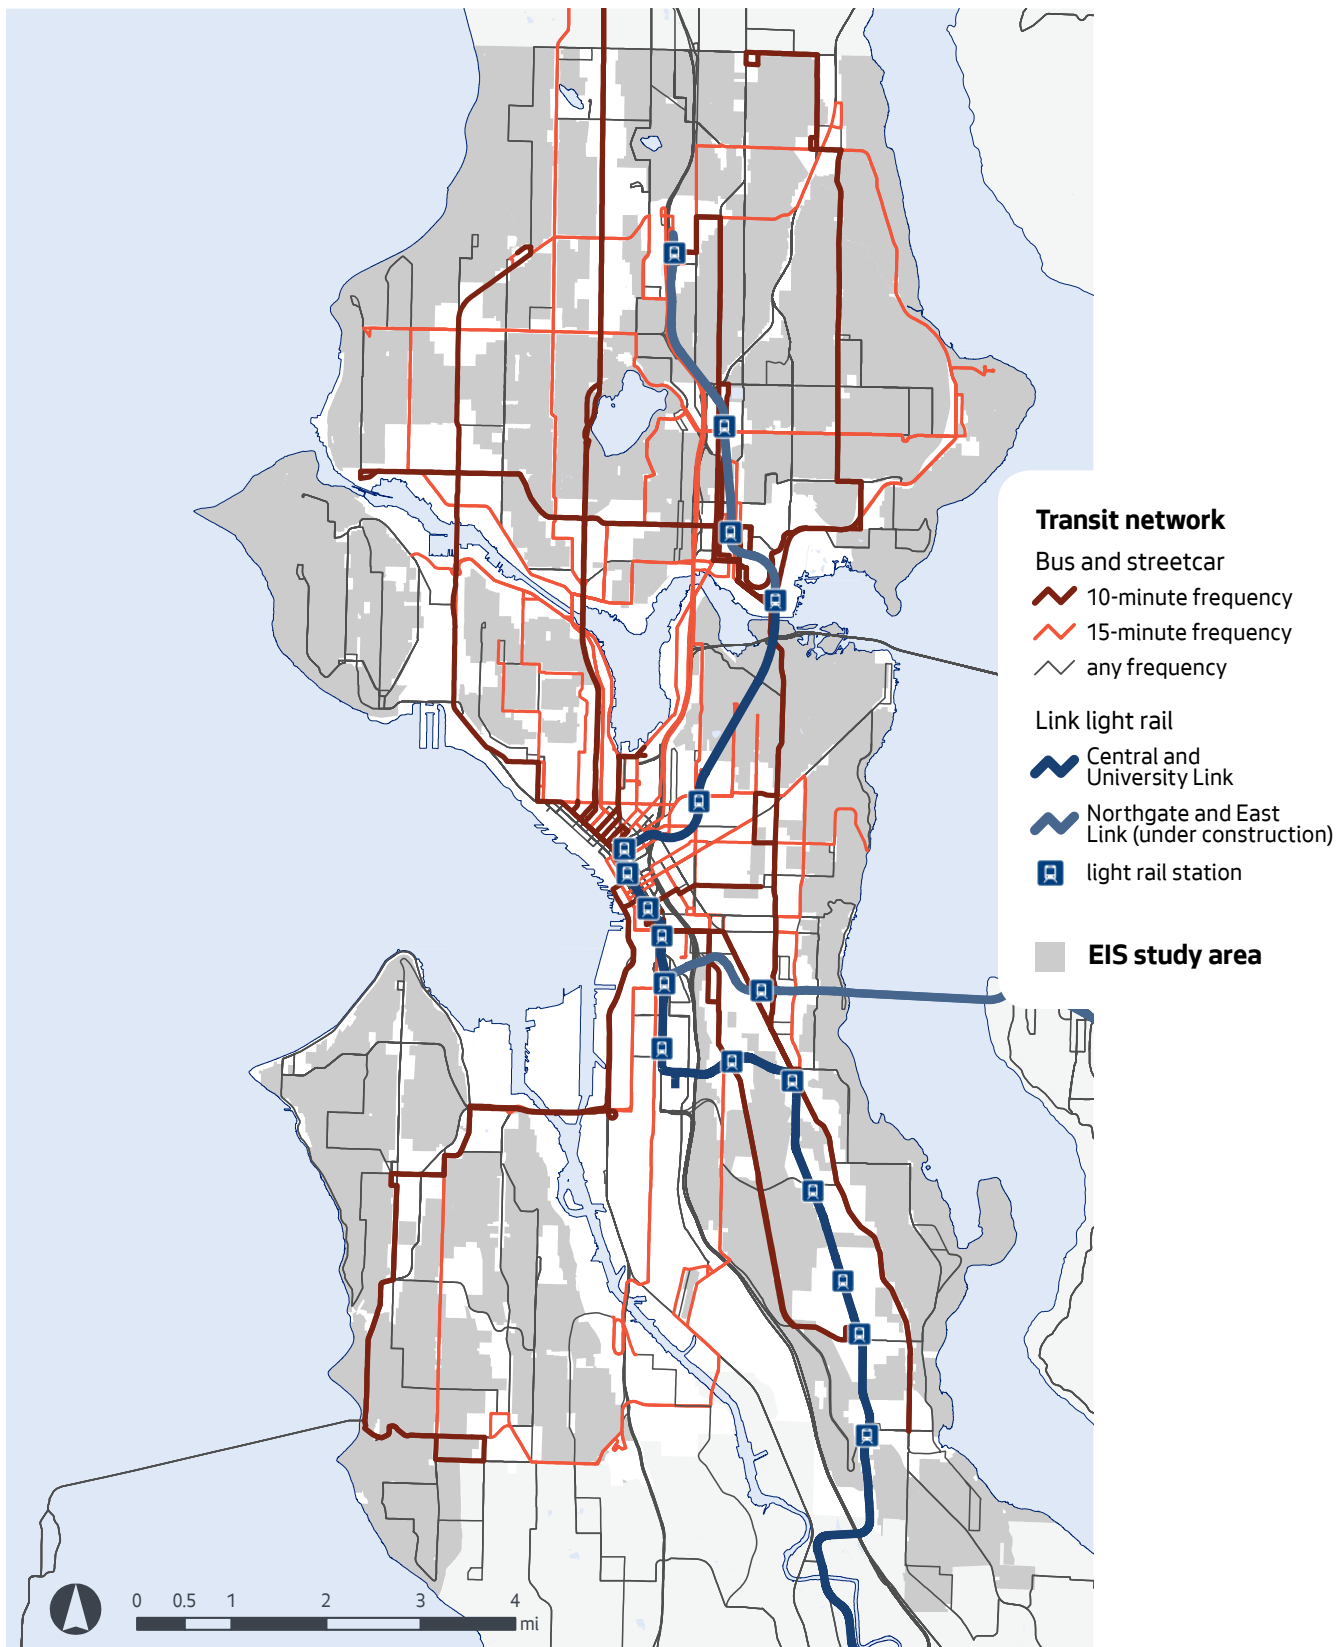 Transit network
Bus and streetcar
10-minute frequency
15-minute frequency
any frequency
Link light rail
Central and
University Link
Northgate and East
Link (under construction)
light rail station
EIS study area
0 0.5 1 2 3 4
mi